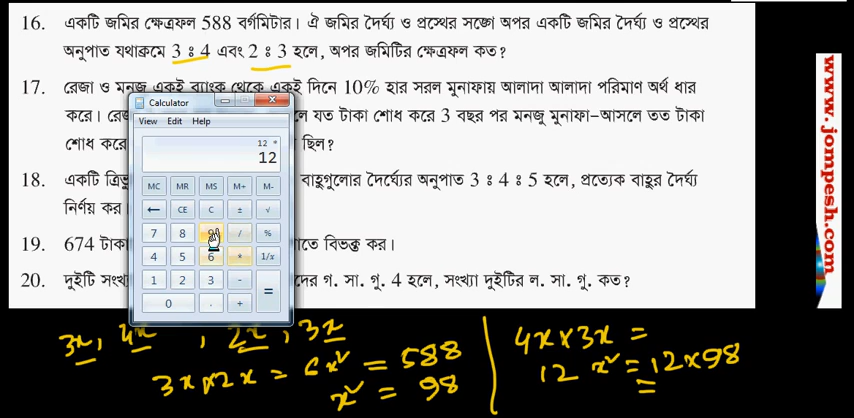 16. একটি জমির ক্ষেত্রফল 588 বর্গমিটার। ঐ জমির দৈর্ঘ্য ও প্রস্থের সঙ্গে অপর একটি জমির দৈর্ঘ্য ও প্রস্থের
অনুপাত যথাক্রমে 3 ঃ 4 এবং 2 ঃ 3 হলে, অপর জমিটির ক্ষেত্রফল কত?
17. রেজা ও মনজু একই ব্যাংক থেকে একই দিনে 10% হার সরল মুনাফায় আলাদা আলাদা পরিমাণ অর্থ ধার
করে। যত টাকা শোধ করে 3 বছর পর মনজু মুনাফা-আসলে তত টাকা
শোধ করে ছিল?
18. একটি বাহুগুলোর দৈর্ঘ্যের অনুপাত 3 ঃ 4 ঃ 5 হলে, প্রত্যেক বাহুর দৈর্ঘ্য
নির্ণয় কর।
19. 674 টাকা বিভক্ত কর।
20. দুইটি গ. সা. গু. 4 হলে, সংখ্যা দুইটির ল. সা. গু. কত?
Calculator
View Edit Help
12 *
12
MC MR MS M+ M-
← CE C ± √
7 8 9 / %
4 5 6 * 1/x
1 2 3 - =
0 . +
3x, 4x , 2x, 3x
3x × 2x = 6x² = 588
x² = 98
4x × 3x =
12 x² = 12 × 98
=
www.jompesh.com